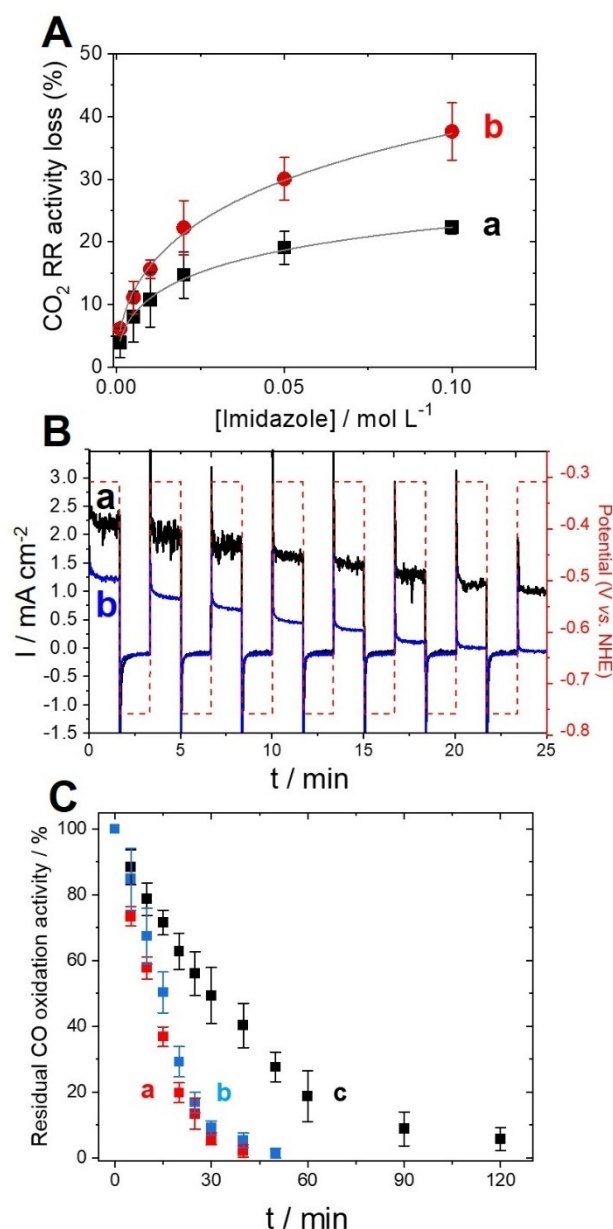 A
CO2 RR activity loss (%)
50
40
30
20
10
0
b
a
0.00 0.05 0.10
[Imidazole] / mol L-1
B
I / mA cm-2
3.0
2.5
2.0
1.5
1.0
0.5
0.0
-0.5
-1.0
-1.5
a
b
-0.3
-0.4
-0.5
-0.6
-0.7
-0.8
Potential (V vs. NHE)
0 5 10 15 20 25
t / min
C
Residual CO oxidation activity / %
100
80
60
40
20
0
a b c
0 30 60 90 120
t / min